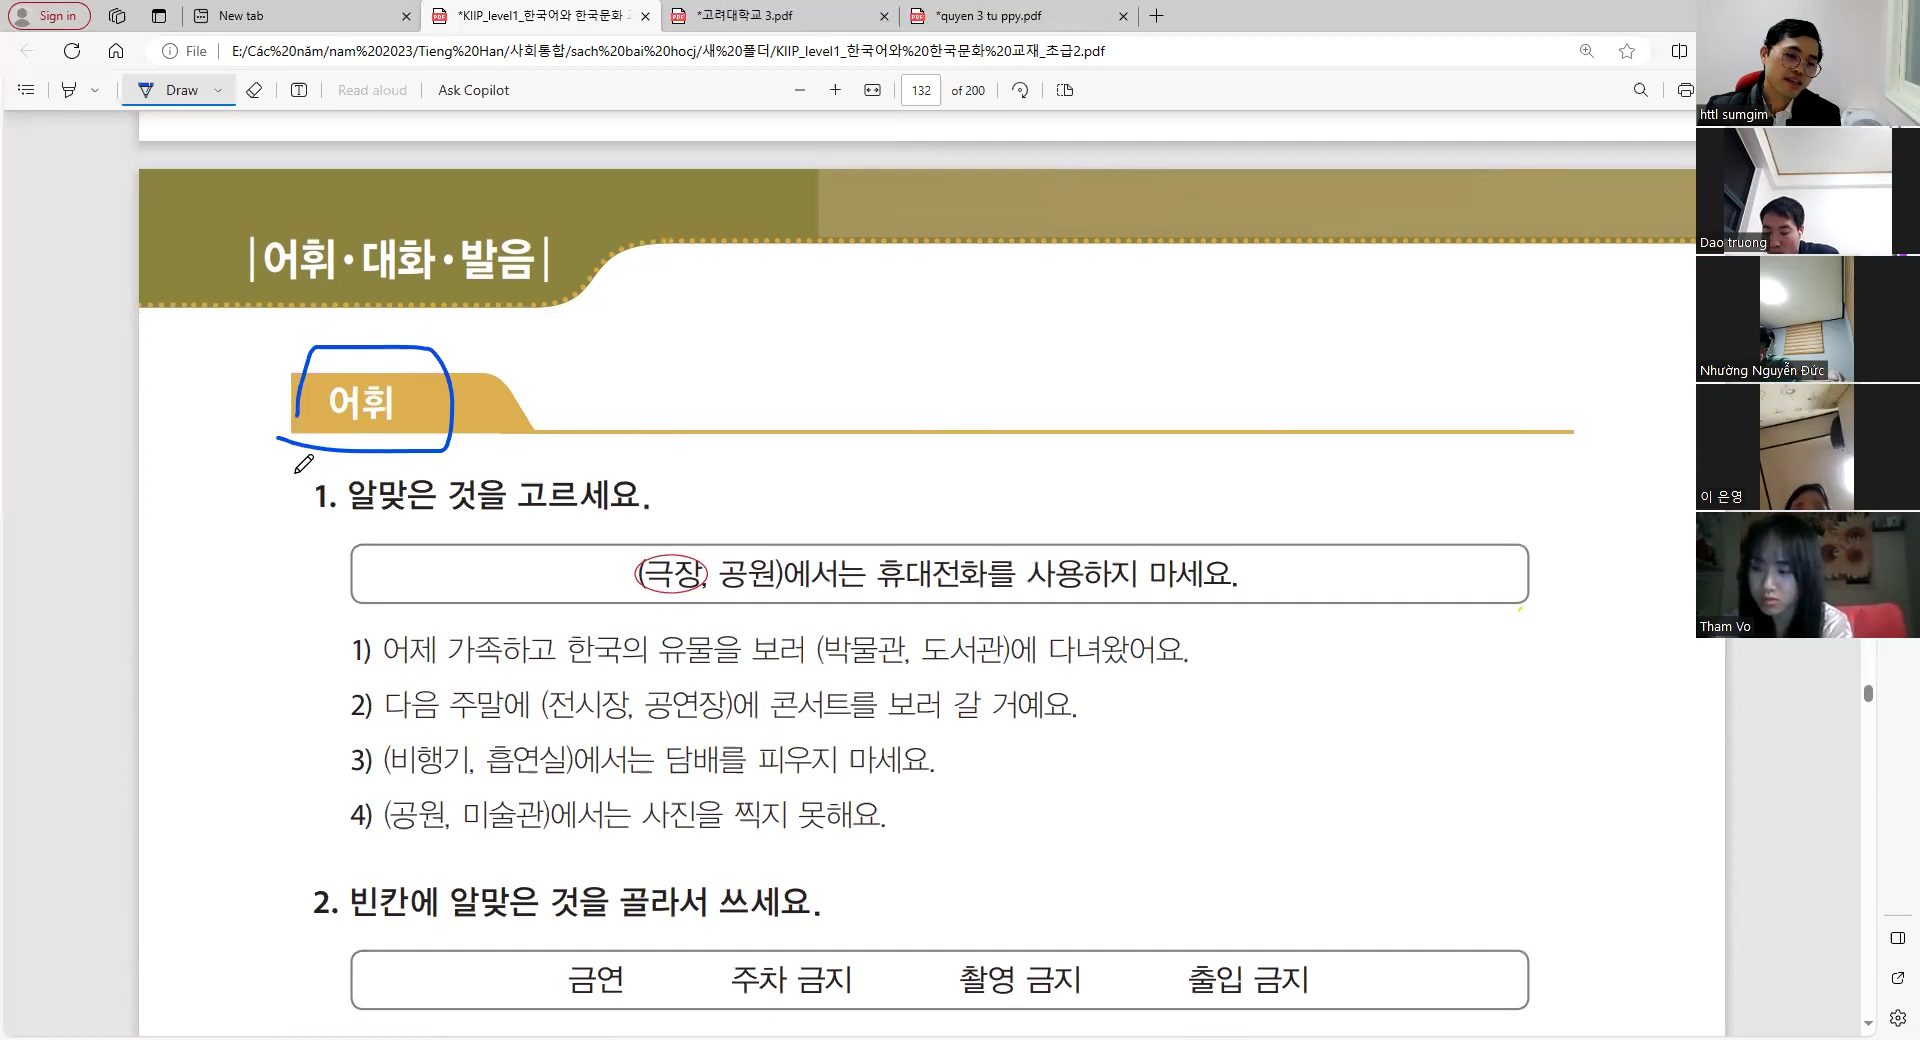 Sign in
New tab
*KIIP_level1_한국어와 한국문화
*고려대학교 3.pdf
*quyen 3 tu ppy.pdf
File
E:/Các%20năm/nam%202023/Tieng%20Han/사회통합/sach%20bai%20hocj/새%20폴더/KIIP_level1_한국어와%20한국문화%20교재_초급2.pdf
Draw
Read aloud
Ask Copilot
132
of 200
|어휘·대화·발음|
어휘
1. 알맞은 것을 고르세요.
(극장, 공원)에서는 휴대전화를 사용하지 마세요.
1) 어제 가족하고 한국의 유물을 보러 (박물관, 도서관)에 다녀왔어요.
2) 다음 주말에 (전시장, 공연장)에 콘서트를 보러 갈 거예요.
3) (비행기, 흡연실)에서는 담배를 피우지 마세요.
4) (공원, 미술관)에서는 사진을 찍지 못해요.
2. 빈칸에 알맞은 것을 골라서 쓰세요.
금연 주차 금지 촬영 금지 출입 금지
httl sumgim
Dao truong
Nhường Nguyễn Đức
이 은영
Tham Vo